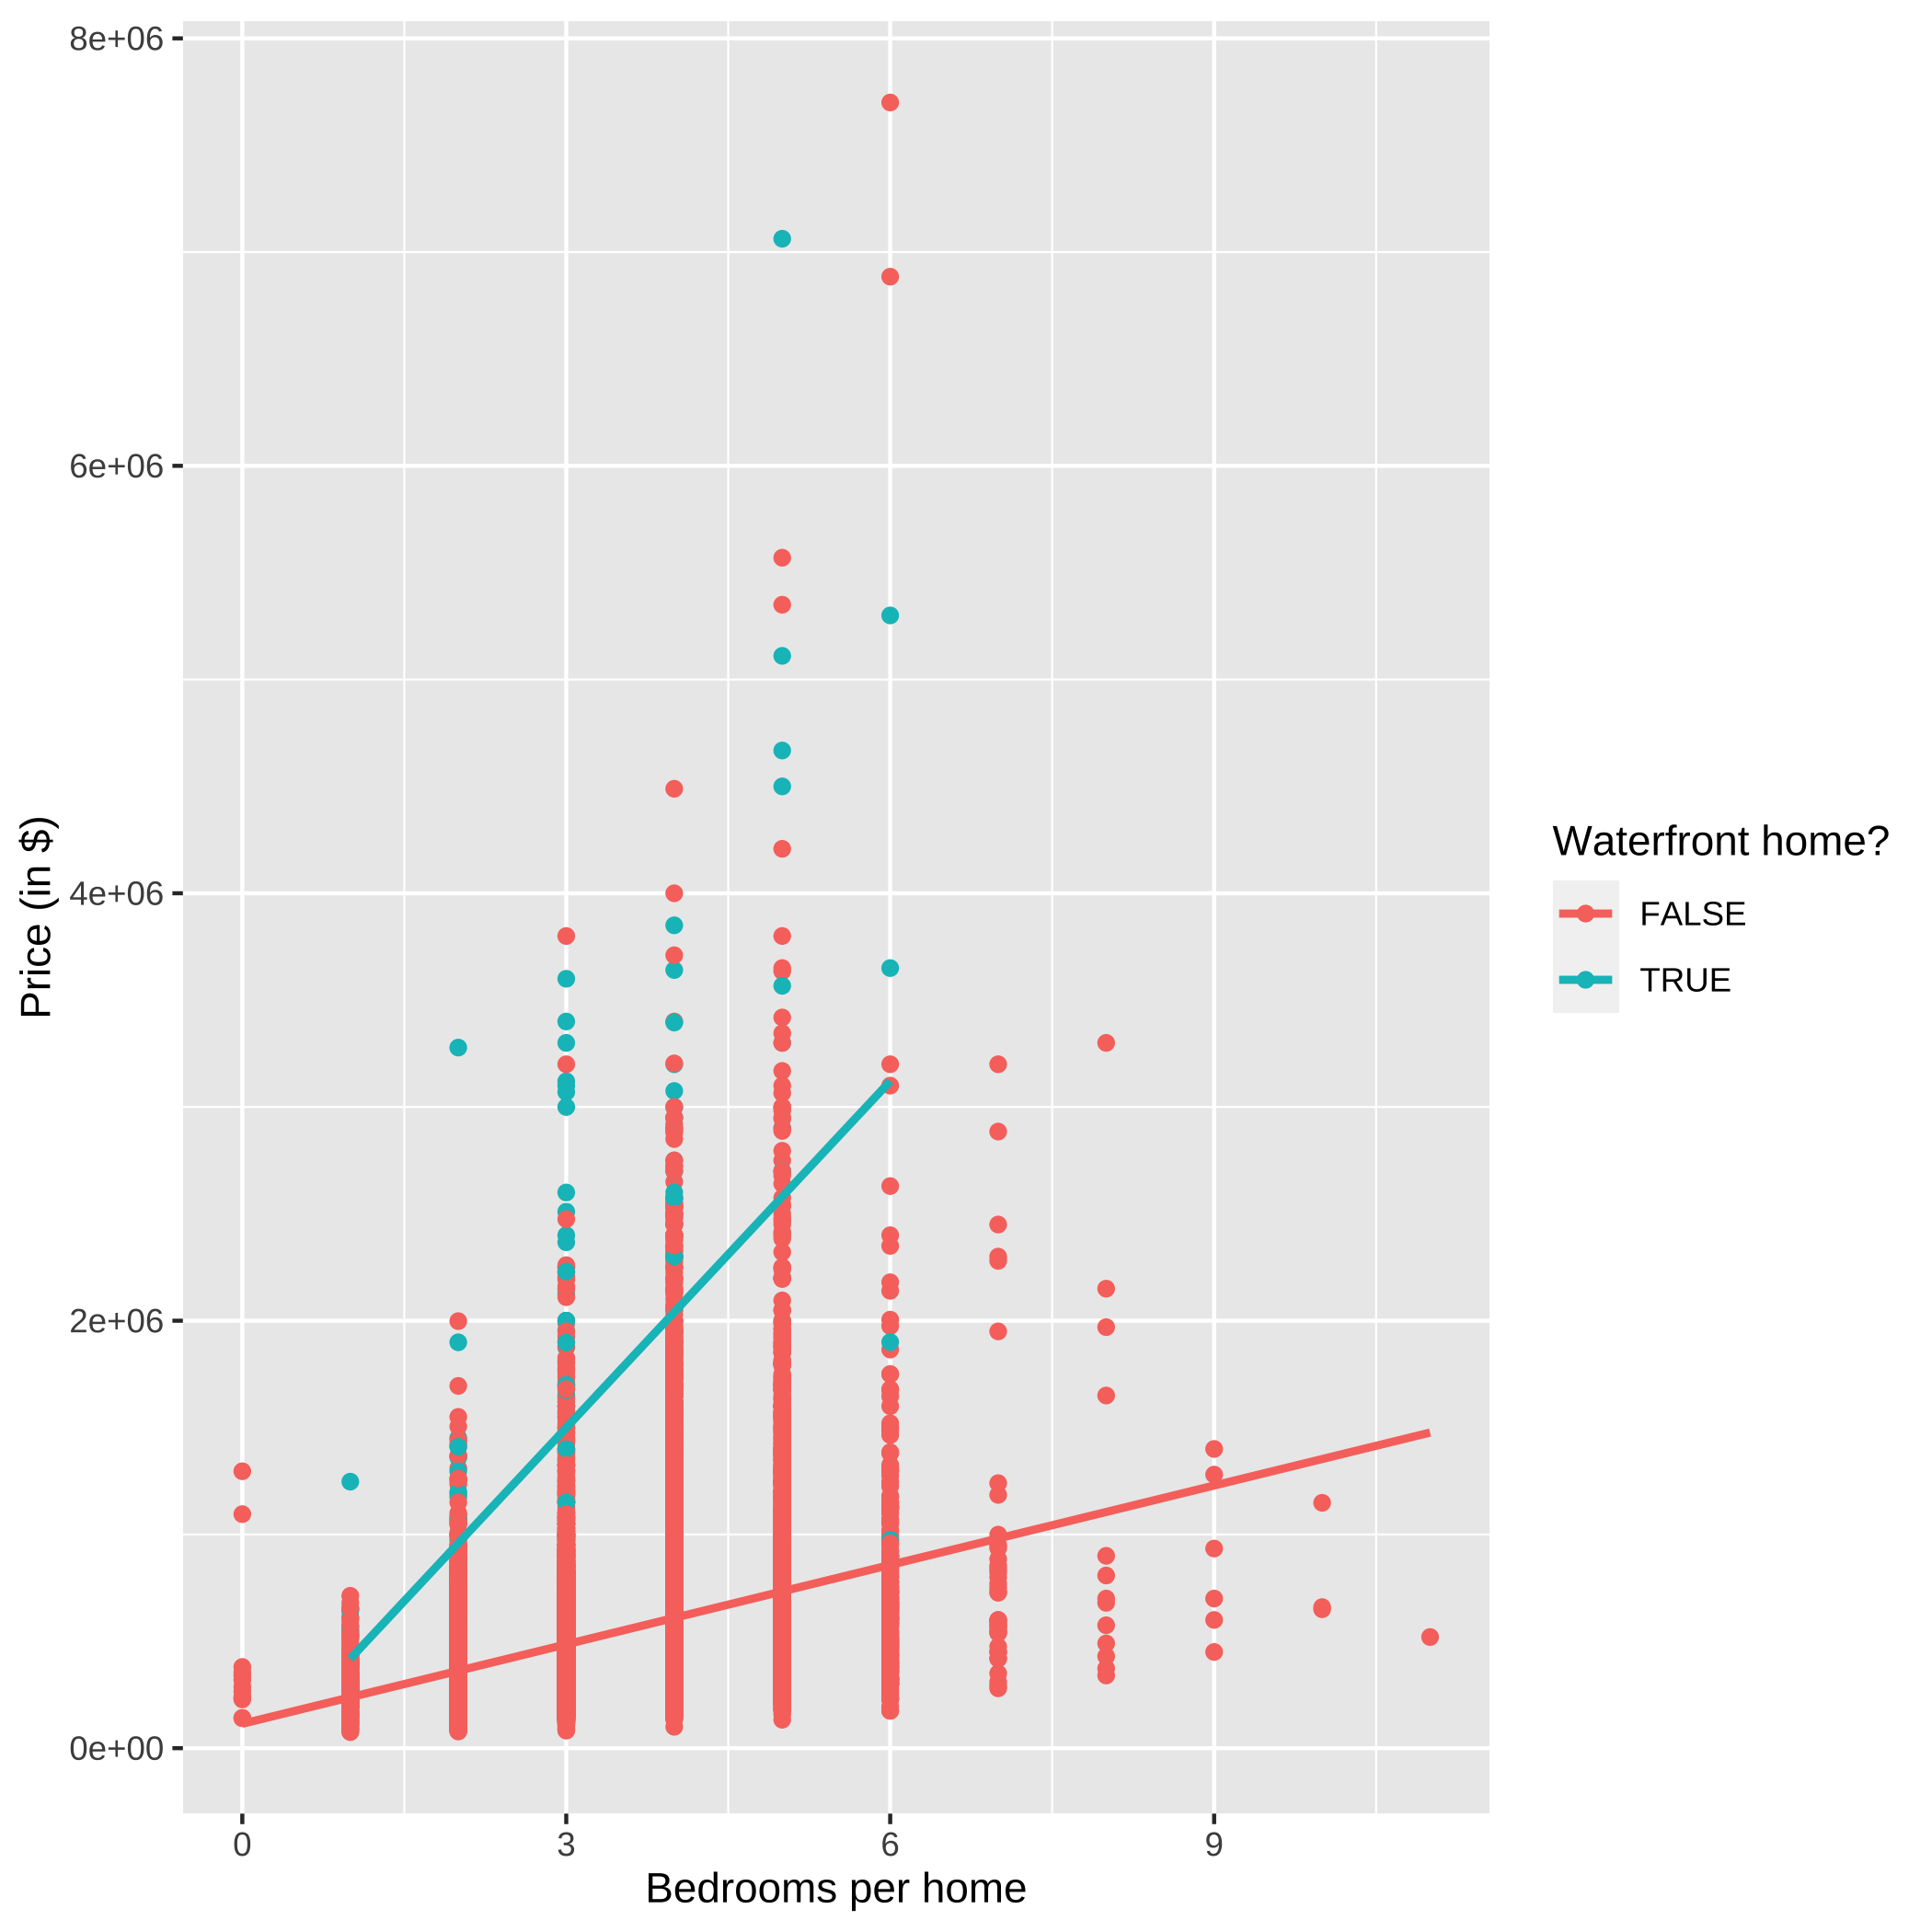 8e+06
6e+06
4e+06
2e+06
0e+00
Price (in $)
0 3 6 9
Bedrooms per home
Waterfront home?
FALSE
TRUE